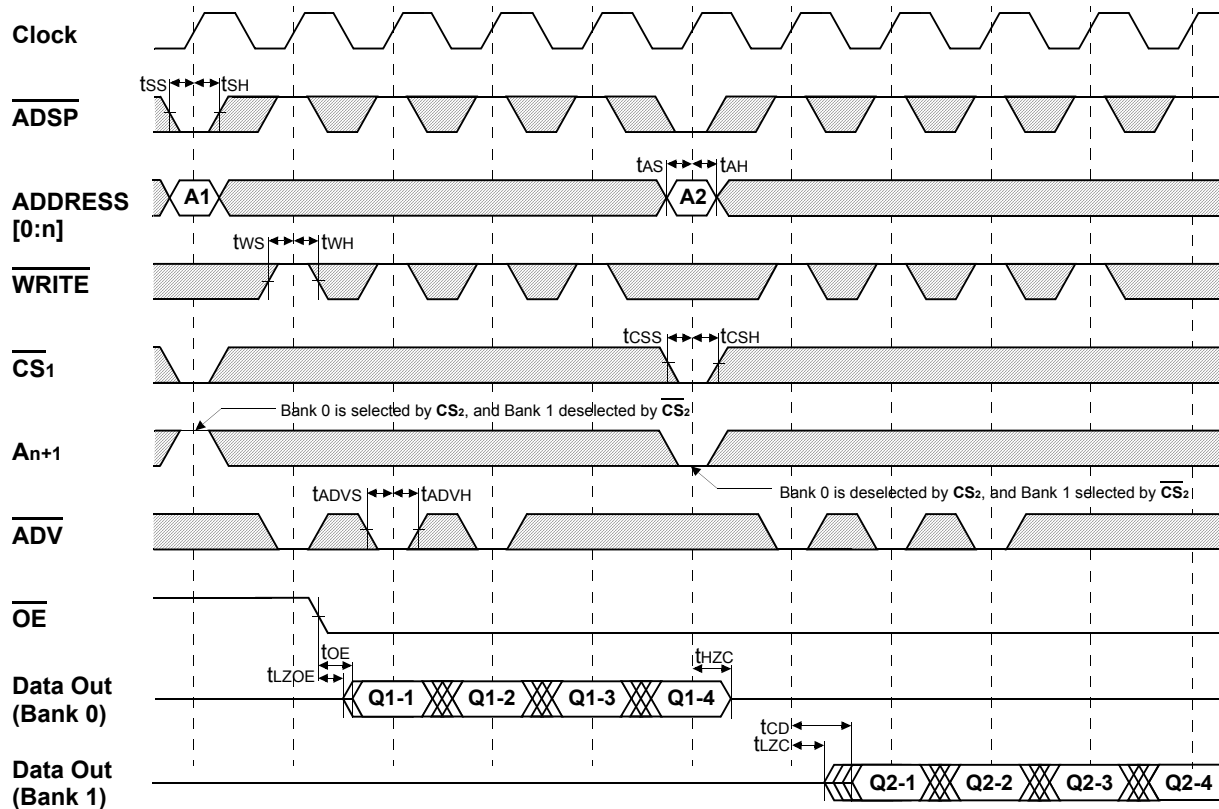 Clock
tSS tSH
ADSP
tAS tAH
ADDRESS
[0:n]
A1 A2
tWS tWH
WRITE
tCSS tCSH
CS1
Bank 0 is selected by CS2, and Bank 1 deselected by CS2
An+1
Bank 0 is deselected by CS2, and Bank 1 selected by CS2
tADVS tADVH
ADV
OE
tOE
tLZOE
tHZC
Data Out
(Bank 0)
Q1-1 Q1-2 Q1-3 Q1-4
tCD
tLZC
Data Out
(Bank 1)
Q2-1 Q2-2 Q2-3 Q2-4